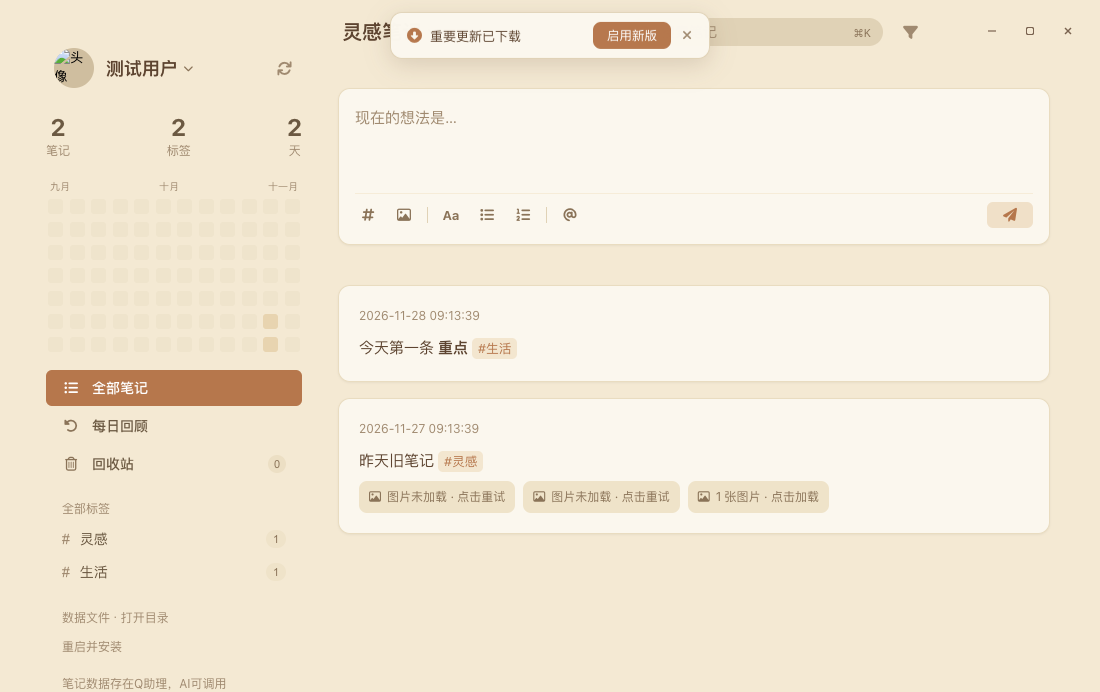 灵感笔
重要更新已下载
启用新版
记
⌘K
头像
测试用户
2
笔记
2
标签
2
天
九月
十月
十一月
全部笔记
每日回顾
回收站
0
全部标签
# 灵感
1
# 生活
1
数据文件 · 打开目录
重启并安装
笔记数据存在Q助理，AI可调用
现在的想法是...
Aa
2026-11-28 09:13:39
今天第一条 重点 #生活
2026-11-27 09:13:39
昨天旧笔记 #灵感
图片未加载 · 点击重试
图片未加载 · 点击重试
1 张图片 · 点击加载